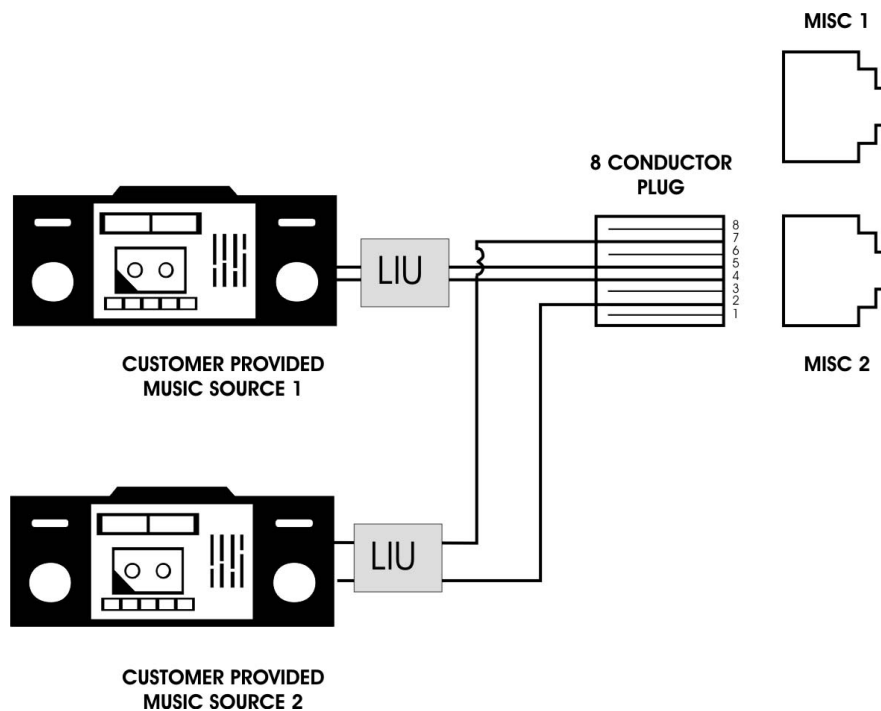 MISC 1
8 CONDUCTOR
PLUG
8
7
6
5
4
3
2
1
LIU
CUSTOMER PROVIDED
MUSIC SOURCE 1
MISC 2
LIU
CUSTOMER PROVIDED
MUSIC SOURCE 2